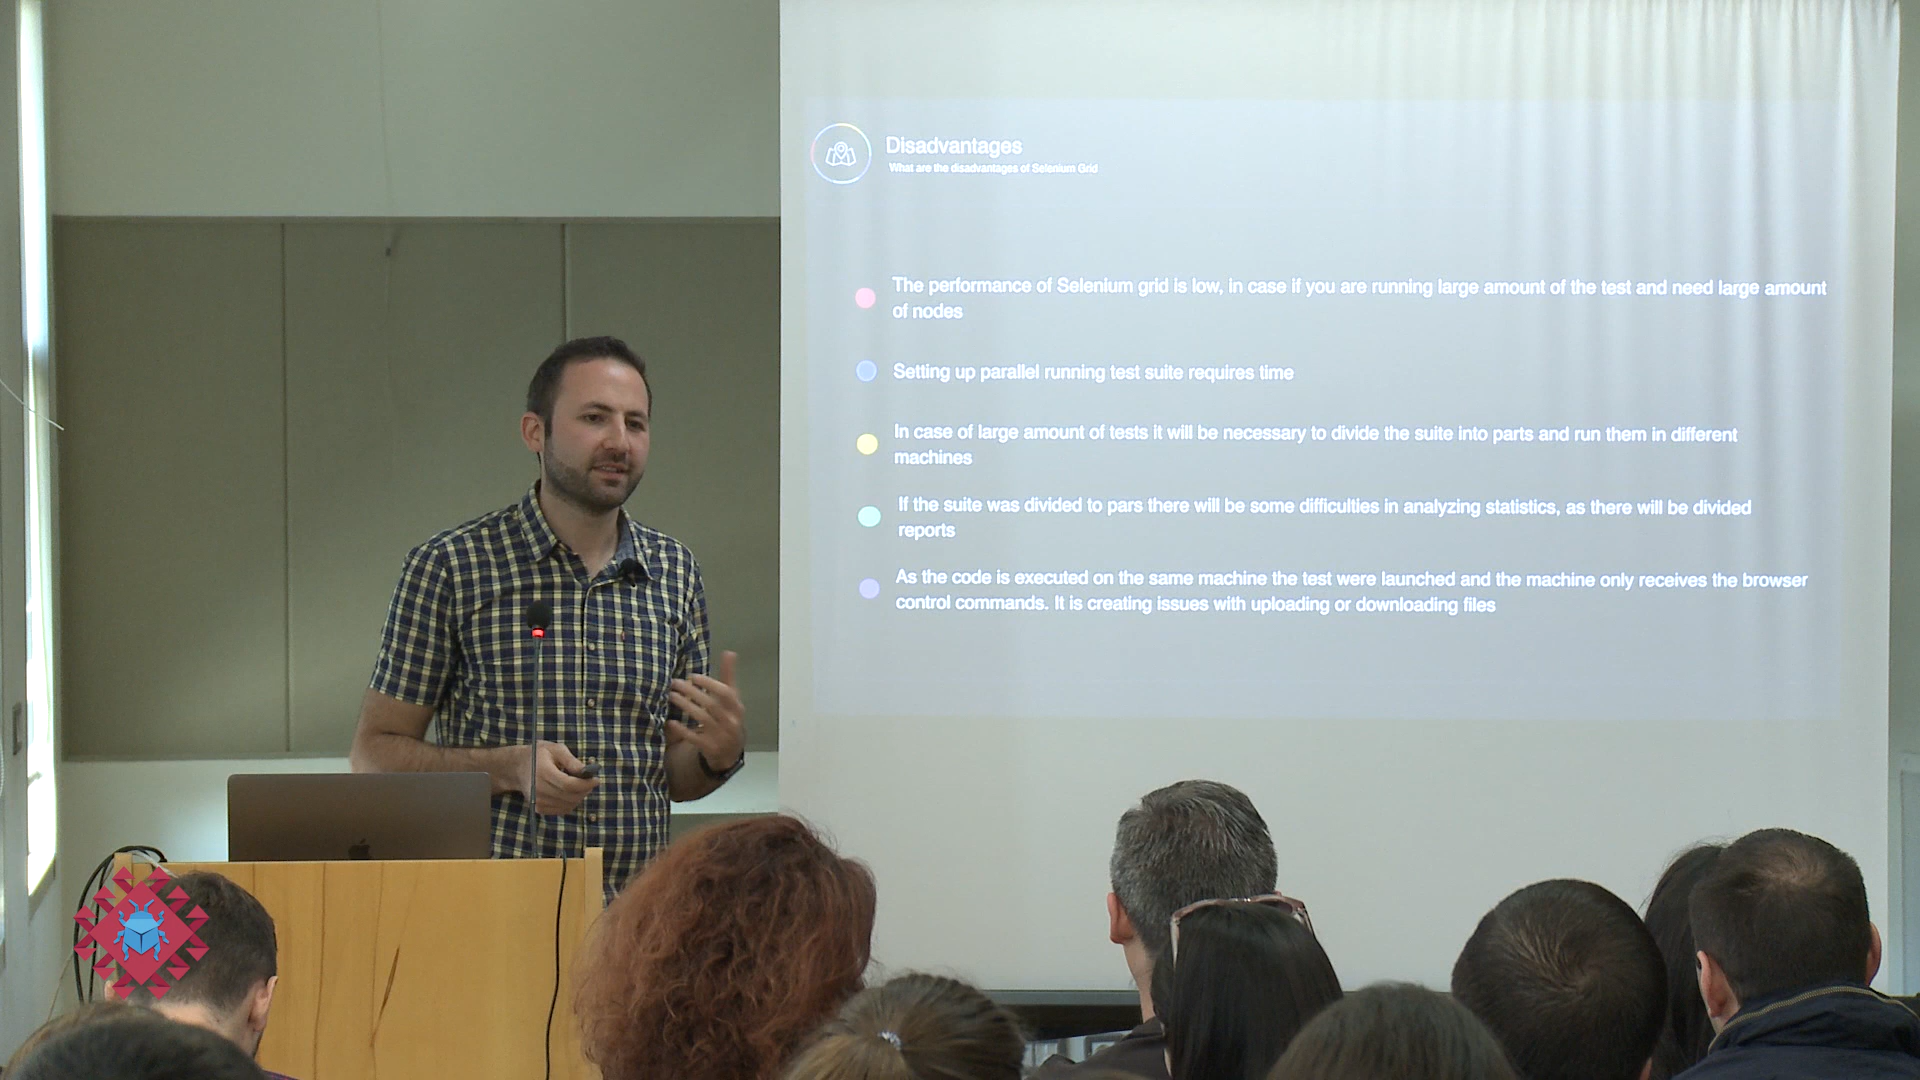 Disadvantages
What are the disadvantages of Selenium Grid
The performance of Selenium grid is low, in case if you are running large amount of the test and need large amount
of nodes
Setting up parallel running test suite requires time
In case of large amount of tests it will be necessary to divide the suite into parts and run them in different
machines
If the suite was divided to pars there will be some difficulties in analyzing statistics, as there will be divided
reports
As the code is executed on the same machine the test were launched and the machine only receives the browser
control commands. It is creating issues with uploading or downloading files